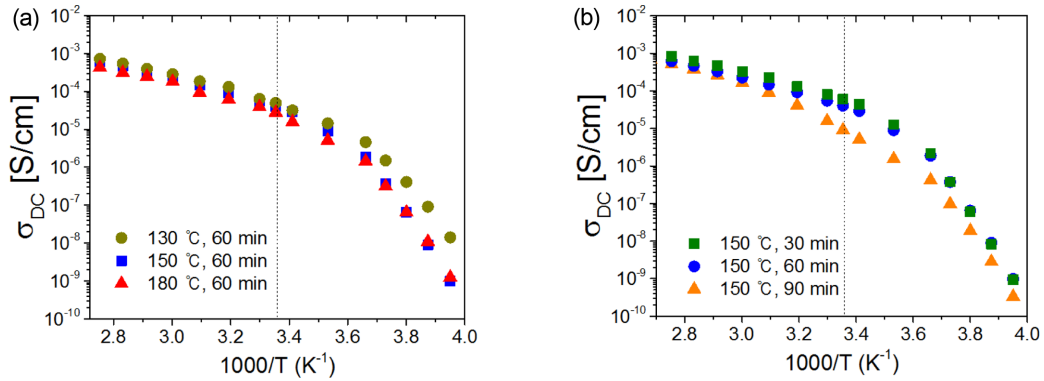 (a)
σDC [S/cm]
10-3
10-4
10-5
10-6
10-7
10-8
10-9
10-10
130 ℃, 60 min
150 ℃, 60 min
180 ℃, 60 min
2.8 3.0 3.2 3.4 3.6 3.8 4.0
1000/T (K-1)
(b)
σDC [S/cm]
10-2
10-3
10-4
10-5
10-6
10-7
10-8
10-9
10-10
150 ℃, 30 min
150 ℃, 60 min
150 ℃, 90 min
2.8 3.0 3.2 3.4 3.6 3.8 4.0
1000/T (K-1)